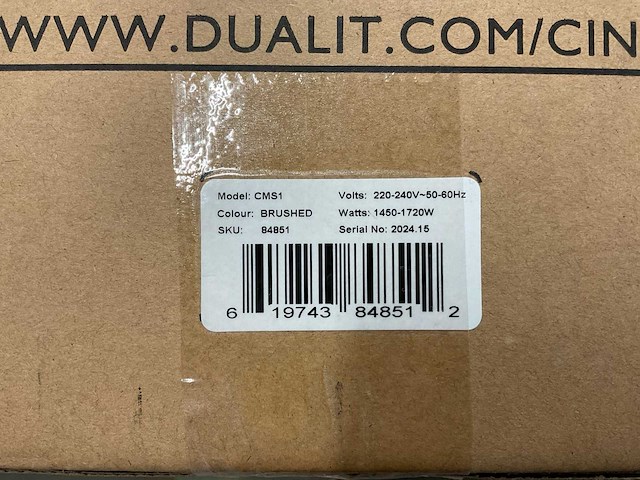 WWW.DUALIT.COM/CIN
Model: CMS1 Volts: 220-240V~50-60Hz
Colour: BRUSHED Watts: 1450-1720W
SKU: 84851 Serial No: 2024.15
6 19743 84851 2